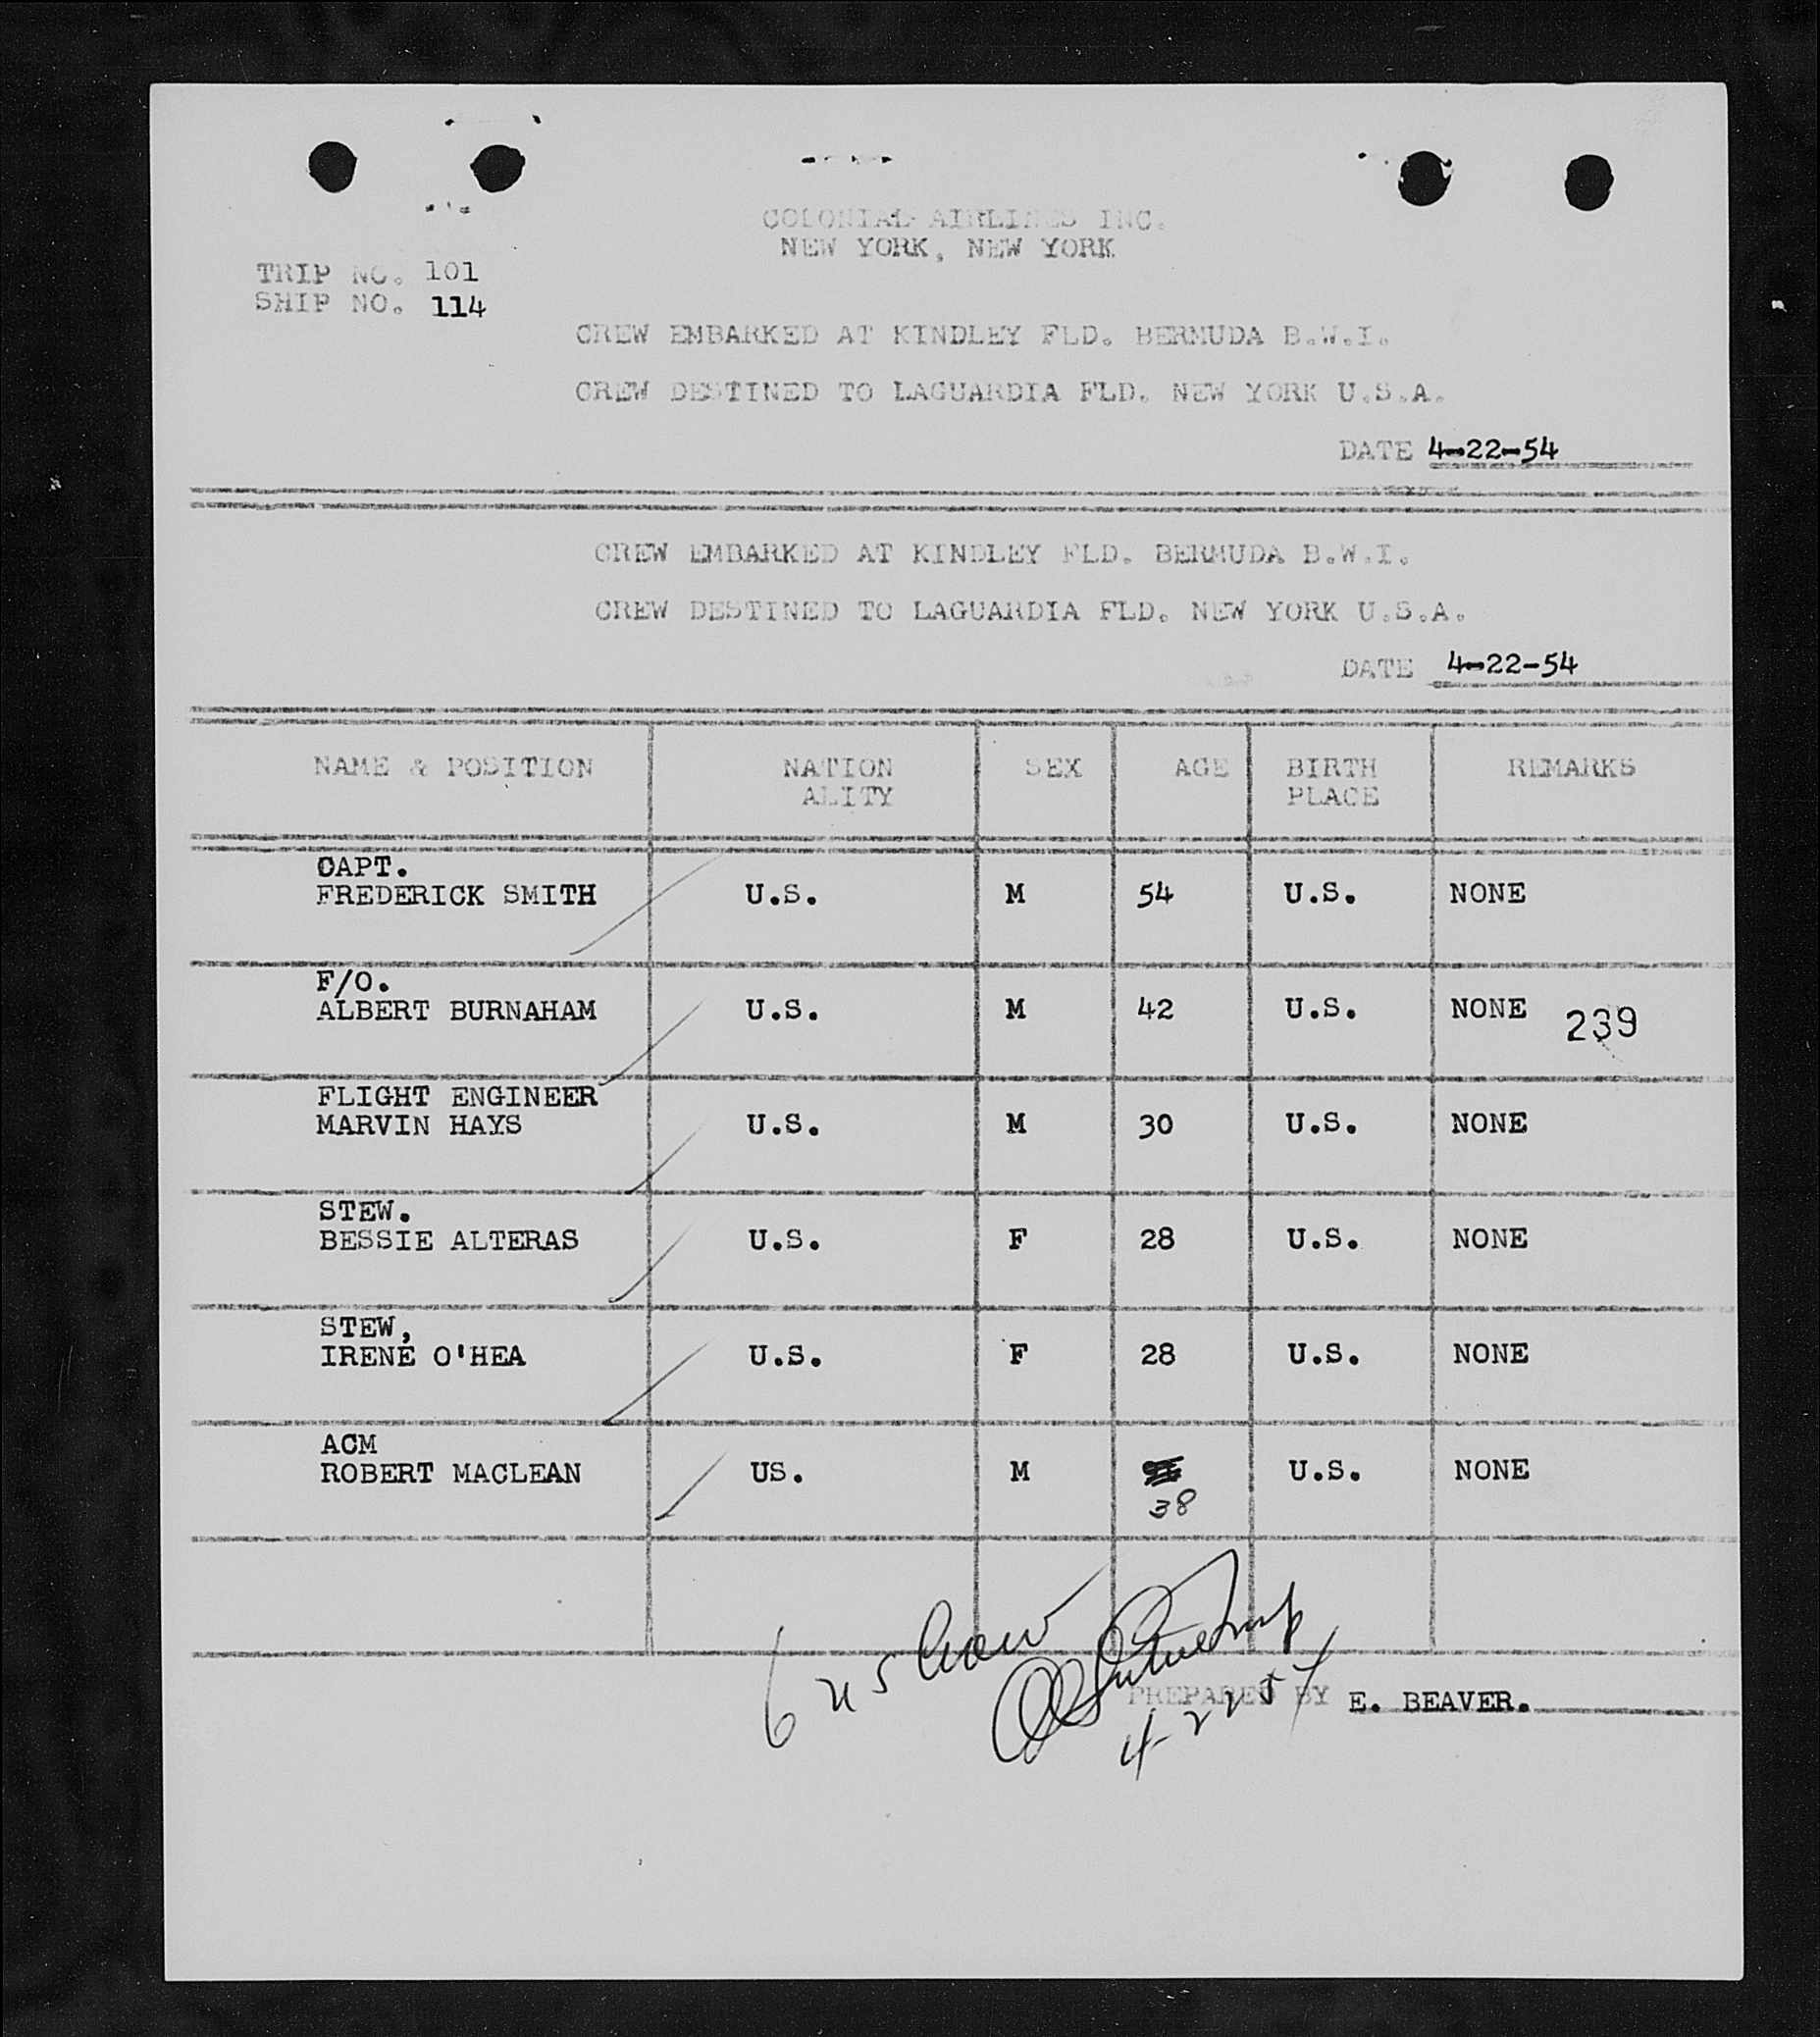 COLONIAL AIRLINES INC.
NEW YORK, NEW YORK
TRIP NO. 101
SHIP NO. 114
CREW EMBARKED AT KINDLEY FLD. BERMUDA B.W.I.
CREW DESTINED TO LAGUARDIA FLD. NEW YORK U.S.A.
DATE 4-22-54
CREW EMBARKED AT KINDLEY FLD. BERMUDA B.W.I.
CREW DESTINED TO LAGUARDIA FLD. NEW YORK U.S.A.
DATE 4-22-54
NAME & POSITION NATION SEX AGE BIRTH REMARKS
ALITY PLACE
CAPT.
FREDERICK SMITH U.S. M 54 U.S. NONE
F/O.
ALBERT BURNAHAM U.S. M 42 U.S. NONE 239
FLIGHT ENGINEER
MARVIN HAYS U.S. M 30 U.S. NONE
STEW.
BESSIE ALTERAS U.S. F 28 U.S. NONE
STEW,
IRENE O'HEA U.S. F 28 U.S. NONE
ACM
ROBERT MACLEAN US. M U.S. NONE
38
6 US Crew
PREPARED BY E. BEAVER.
4-22 54